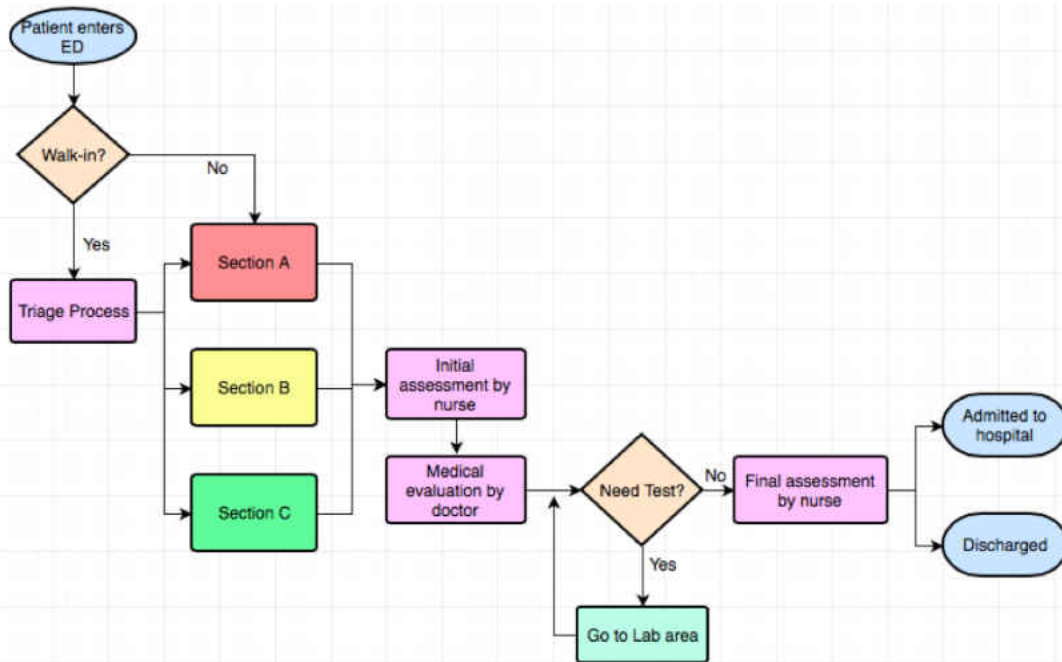 Patient enters
ED
Walk-in?
No
Yes
Triage Process
Section A
Section B
Section C
Initial
assessment by
nurse
Medical
evaluation by
doctor
Need Test?
No
Yes
Go to Lab area
Final assessment
by nurse
Admitted to
hospital
Discharged